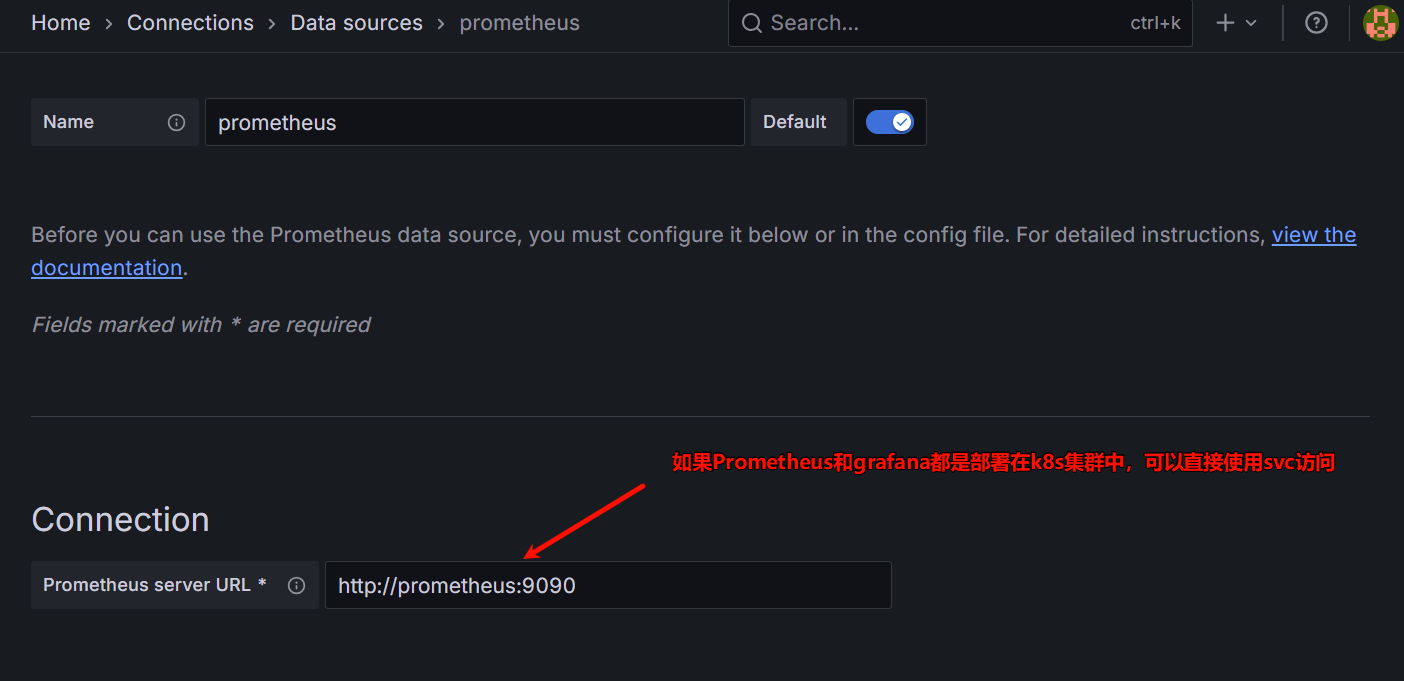 Home › Connections › Data sources › prometheus
Search...
ctrl+k
Name
prometheus
Default
Before you can use the Prometheus data source, you must configure it below or in the config file. For detailed instructions, view the
documentation.
Fields marked with * are required
如果Prometheus和grafana都是部署在k8s集群中，可以直接使用svc访问
Connection
Prometheus server URL *
http://prometheus:9090